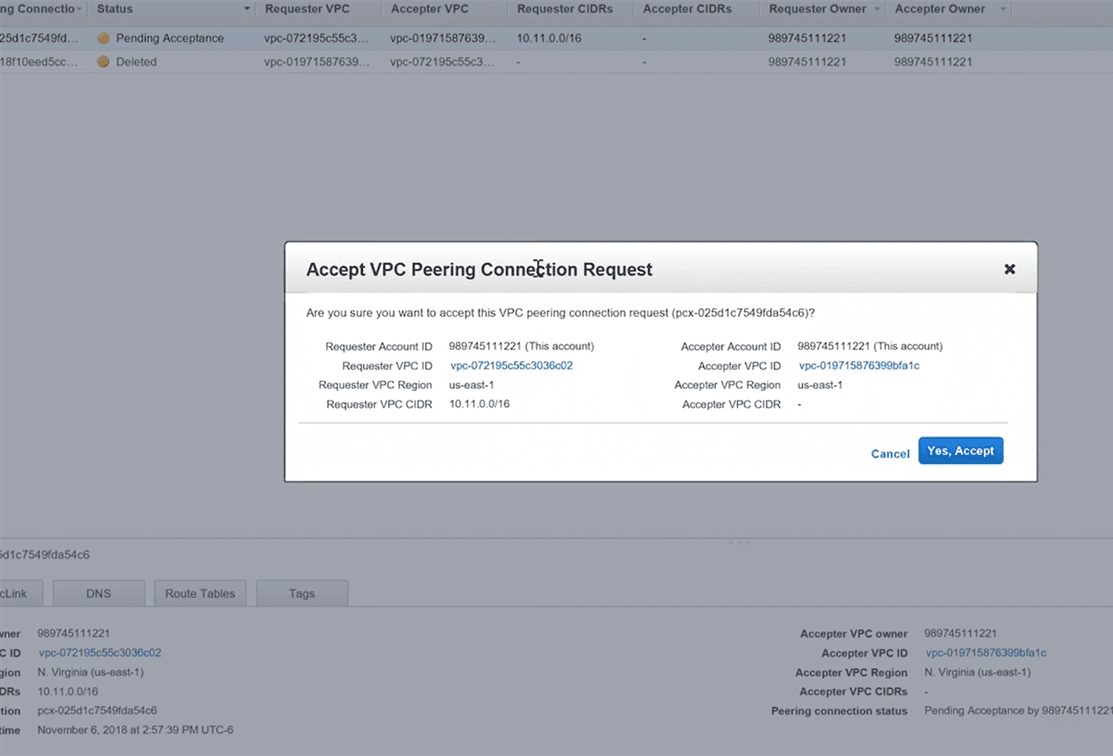 ng Connectio Status Requester VPC Accepter VPC Requester CIDRs Accepter CIDRs Requester Owner Accepter Owner
25d1c7549fd... Pending Acceptance vpc-072195c55c3... vpc-01971587639... 10.11.0.0/16 - 989745111221 989745111221
18f10eed5cc... Deleted vpc-01971587639... vpc-072195c55c3... - - 989745111221 989745111221
Accept VPC Peering Connection Request
Are you sure you want to accept this VPC peering connection request (pcx-025d1c7549fda54c6)?
Requester Account ID 989745111221 (This account) Accepter Account ID 989745111221 (This account)
Requester VPC ID vpc-072195c55c3036c02 Accepter VPC ID vpc-019715876399bfa1c
Requester VPC Region us-east-1 Accepter VPC Region us-east-1
Requester VPC CIDR 10.11.0.0/16 Accepter VPC CIDR -
Cancel Yes, Accept
5d1c7549fda54c6
cLink DNS Route Tables Tags
wner 989745111221 Accepter VPC owner 989745111221
C ID vpc-072195c55c3036c02 Accepter VPC ID vpc-019715876399bfa1c
gion N. Virginia (us-east-1) Accepter VPC Region N. Virginia (us-east-1)
DRs 10.11.0.0/16 Accepter VPC CIDRs -
ction pcx-025d1c7549fda54c6 Peering connection status Pending Acceptance by 989745111221
time November 6, 2018 at 2:57:39 PM UTC-6